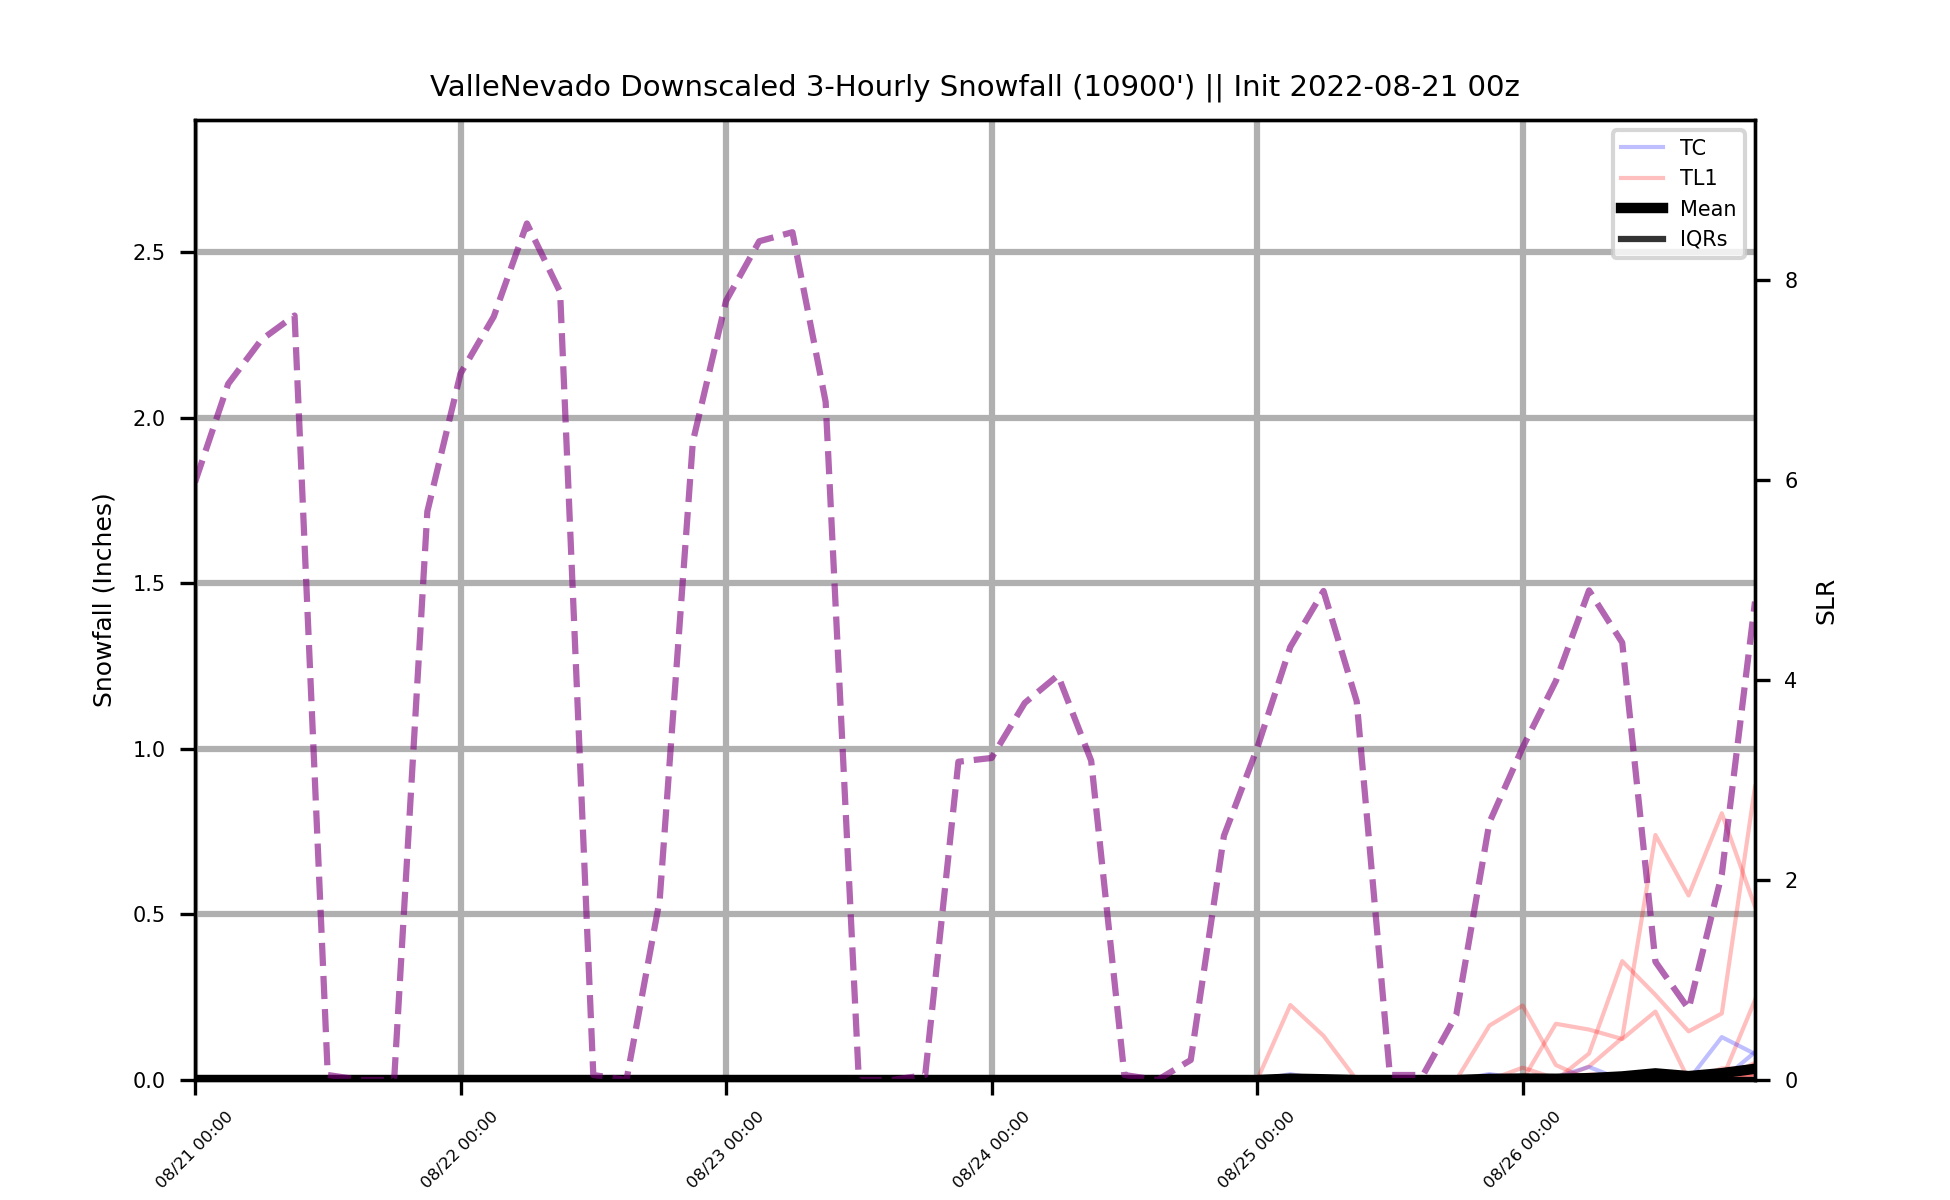 ValleNevado Downscaled 3-Hourly Snowfall (10900') || Init 2022-08-21 00z
TC
TL1
Mean
IQRs
Snowfall (Inches)
2.5
2.0
1.5
1.0
0.5
0.0
SLR
8
6
4
2
0
08/21 00:00
08/22 00:00
08/23 00:00
08/24 00:00
08/25 00:00
08/26 00:00